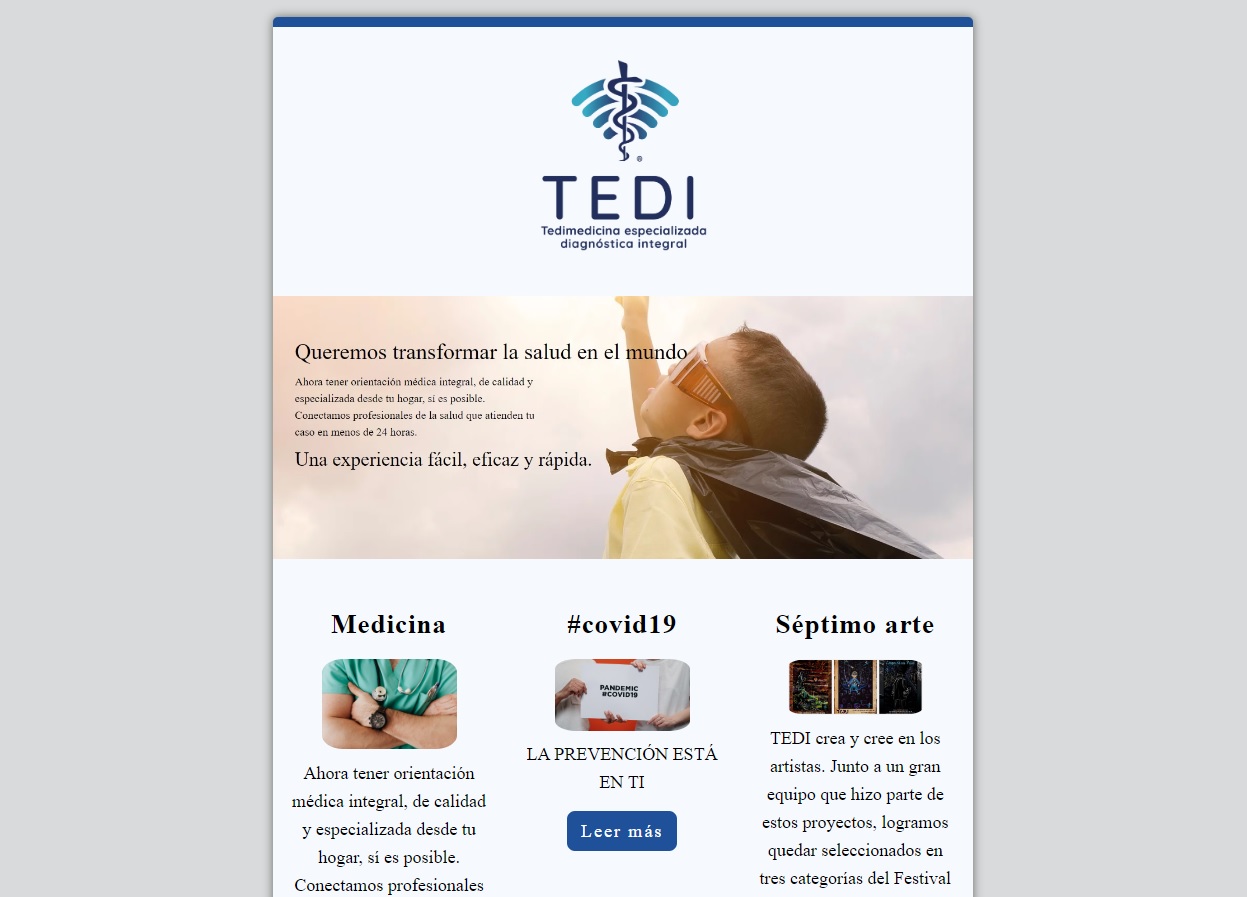 TEDI
Tedimedicina especializada
diagnóstica integral
Queremos transformar la salud en el mundo
Ahora tener orientación médica integral, de calidad y
especializada desde tu hogar, sí es posible.
Conectamos profesionales de la salud que atienden tu
caso en menos de 24 horas.
Una experiencia fácil, eficaz y rápida.
Medicina
Ahora tener orientación
médica integral, de calidad
y especializada desde tu
hogar, sí es posible.
Conectamos profesionales
#covid19
PANDEMIC
#COVID19
LA PREVENCIÓN ESTÁ
EN TI
Leer más
Séptimo arte
TEDI crea y cree en los
artistas. Junto a un gran
equipo que hizo parte de
estos proyectos, logramos
quedar seleccionados en
tres categorías del Festival